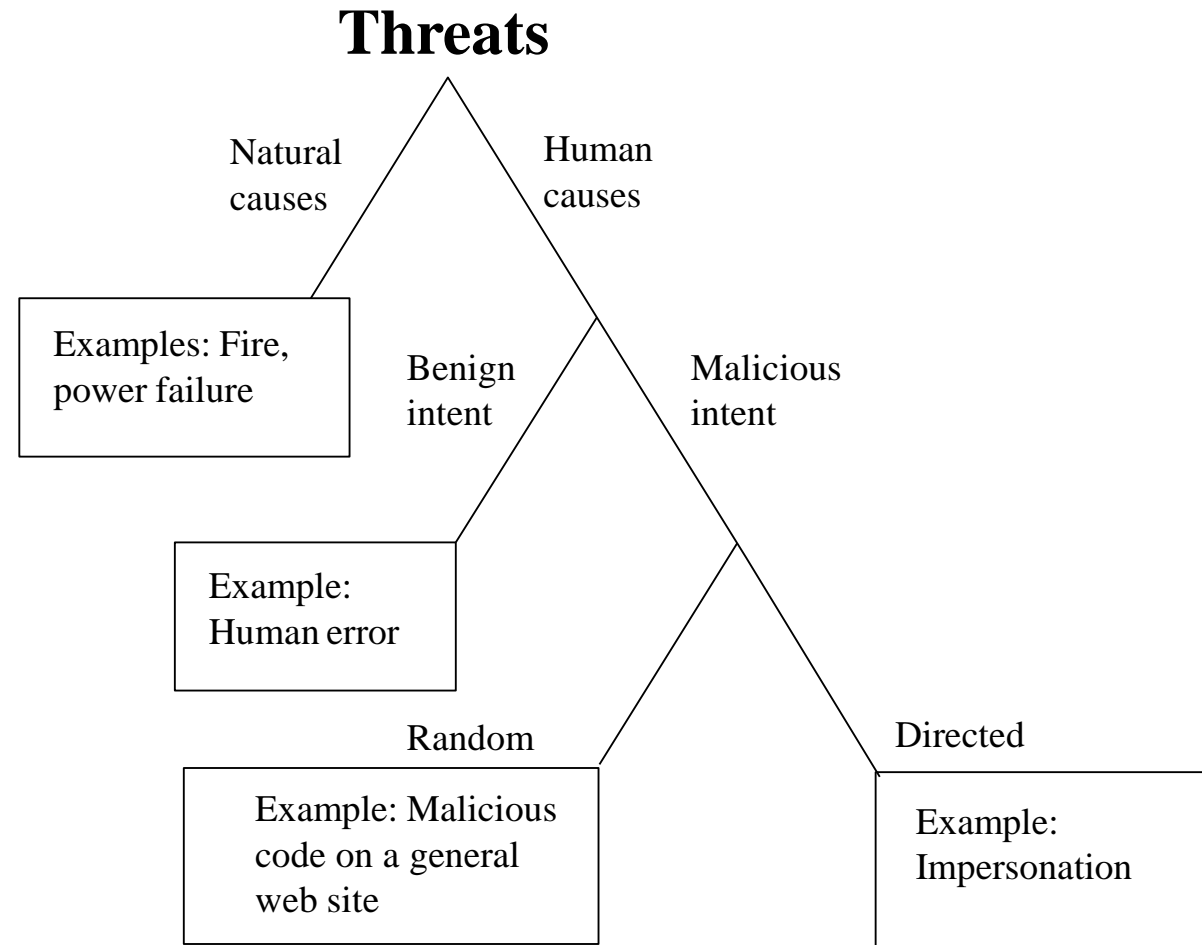 Threats
Natural
causes
Human
causes
Examples: Fire,
power failure
Benign
intent
Malicious
intent
Example:
Human error
Random
Directed
Example: Malicious
code on a general
web site
Example:
Impersonation